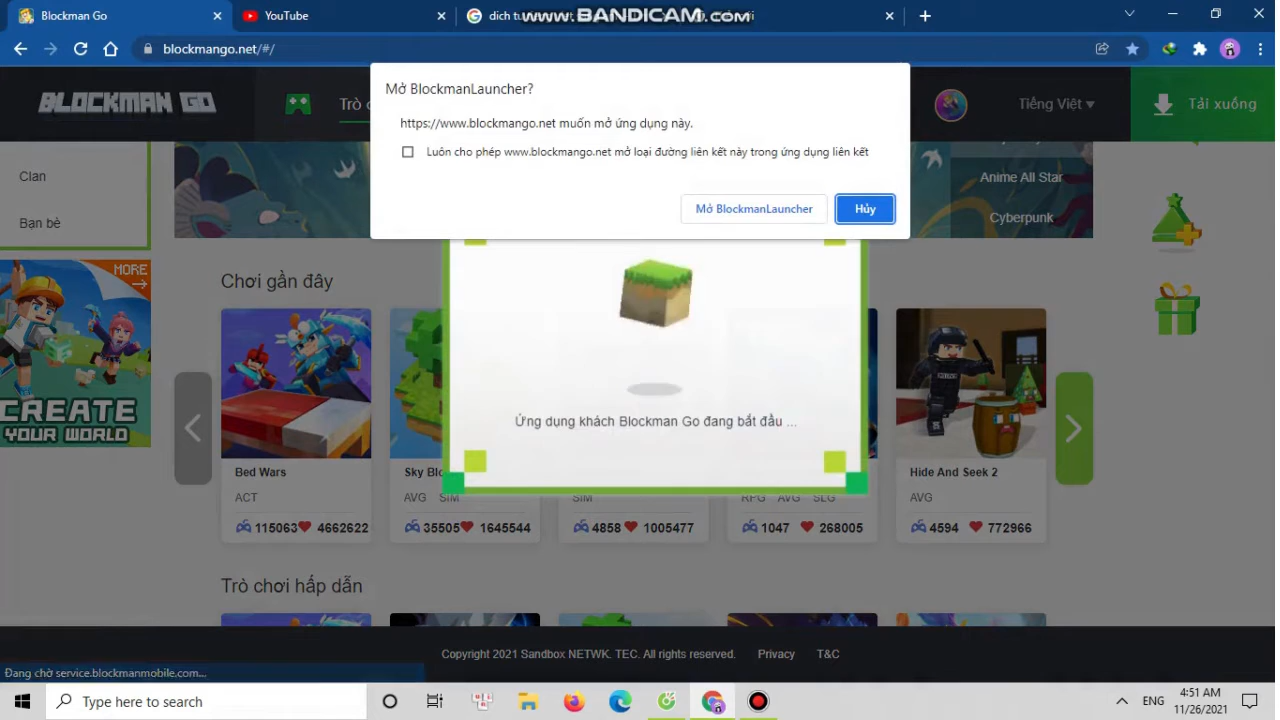 Blockman Go
YouTube
dich tu
www.BANDICAM.com
blockmango.net/#/
BLOCKMAN GO
Trò c
Tiếng Việt
Tải xuống
Mở BlockmanLauncher?
https://www.blockmango.net muốn mở ứng dụng này.
Luôn cho phép www.blockmango.net mở loại đường liên kết này trong ứng dụng liên kết
Mở BlockmanLauncher
Hủy
Clan
Bạn bè
Anime All Star
Cyberpunk
MORE
CREATE
YOUR WORLD
Chơi gần đây
Ứng dụng khách Blockman Go đang bắt đầu ...
Bed Wars
ACT
115063 4662622
Sky Blo
AVG SIM
35505 1645544
SIM
4858 1005477
RPG AVG SLG
1047 268005
Hide And Seek 2
AVG
4594 772966
Trò chơi hấp dẫn
Copyright 2021 Sandbox NETWK. TEC. All rights reserved. Privacy T&C
Đang chờ service.blockmanmobile.com...
Type here to search
ENG
4:51 AM
11/26/2021